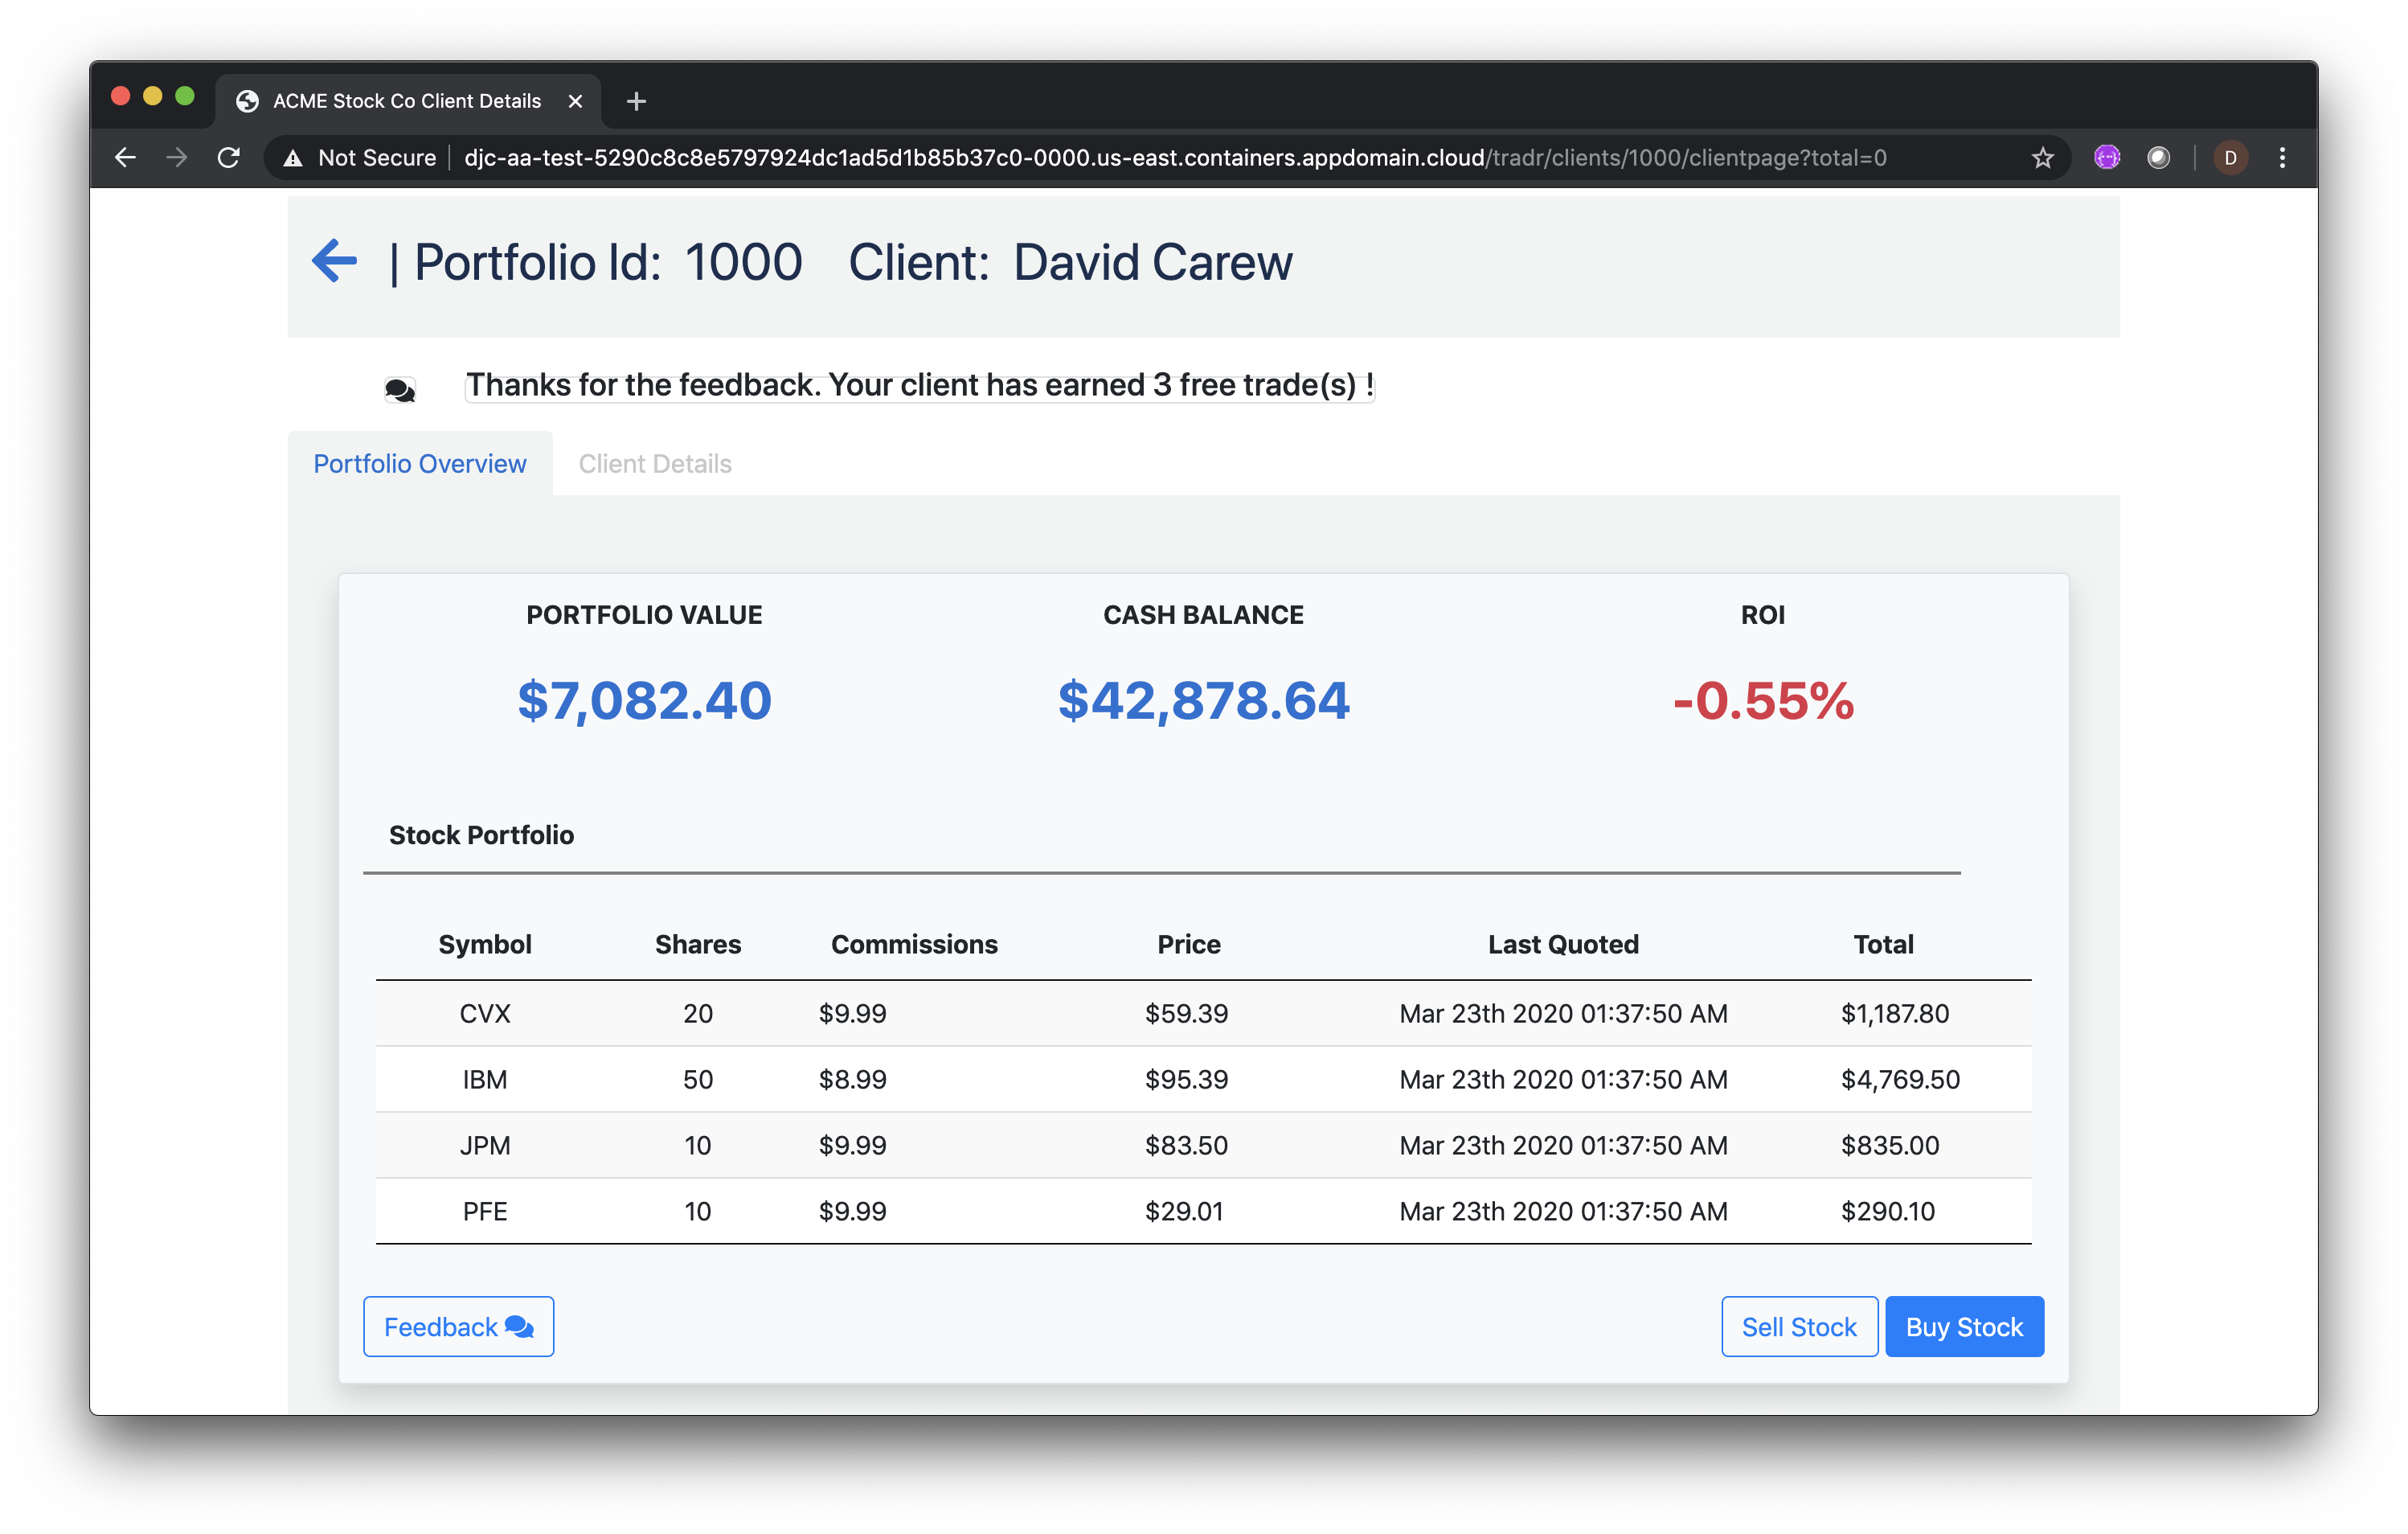 ACME Stock Co Client Details
Not Secure | djc-aa-test-5290c8c8e5797924dc1ad5d1b85b37c0-0000.us-east.containers.appdomain.cloud/tradr/clients/1000/clientpage?total=0
D
| Portfolio Id: 1000 Client: David Carew
Thanks for the feedback. Your client has earned 3 free trade(s) !
Portfolio Overview Client Details
PORTFOLIO VALUE CASH BALANCE ROI
$7,082.40 $42,878.64 -0.55%
Stock Portfolio
Symbol Shares Commissions Price Last Quoted Total
CVX 20 $9.99 $59.39 Mar 23th 2020 01:37:50 AM $1,187.80
IBM 50 $8.99 $95.39 Mar 23th 2020 01:37:50 AM $4,769.50
JPM 10 $9.99 $83.50 Mar 23th 2020 01:37:50 AM $835.00
PFE 10 $9.99 $29.01 Mar 23th 2020 01:37:50 AM $290.10
Feedback Sell Stock Buy Stock